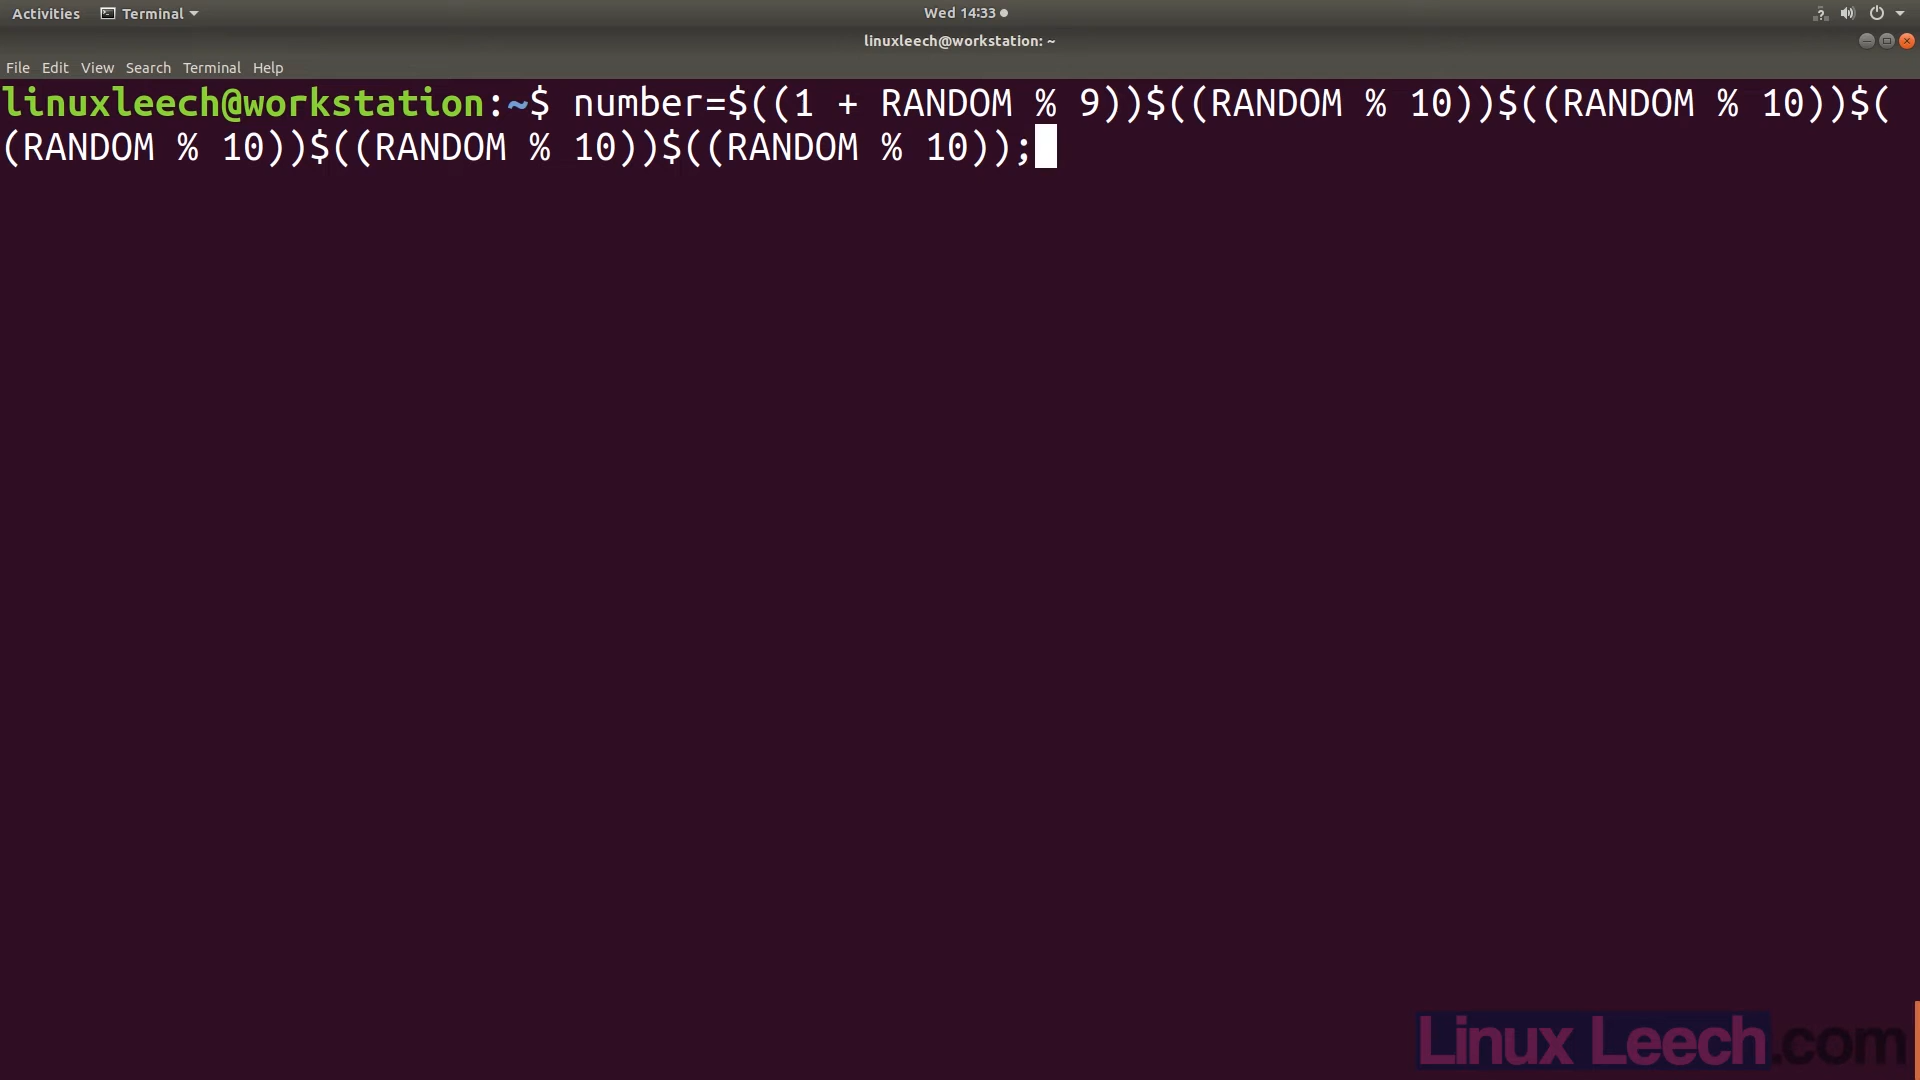 Activities Terminal Wed 14:33
linuxleech@workstation: ~
File Edit View Search Terminal Help
linuxleech@workstation:~$ number=$((1 + RANDOM % 9))$((RANDOM % 10))$((RANDOM % 10))$(
(RANDOM % 10))$((RANDOM % 10))$((RANDOM % 10));
Linux Leech.com